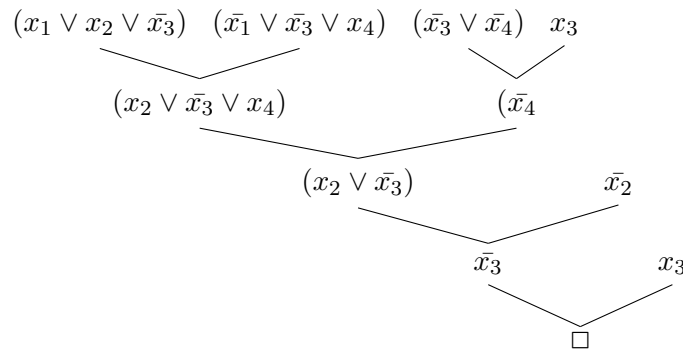 (x₁ ∨ x₂ ∨ x̄₃) (x̄₁ ∨ x̄₃ ∨ x₄) (x̄₃ ∨ x̄₄) x₃
(x₂ ∨ x̄₃ ∨ x₄) (x̄₄
(x₂ ∨ x̄₃) x̄₂
x̄₃ x₃
□